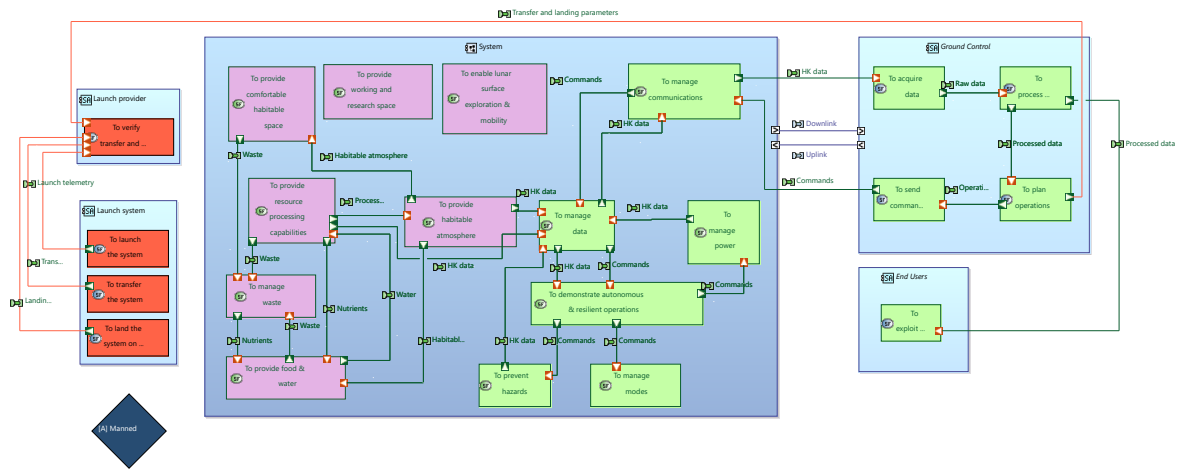 Transfer and landing parameters
System
Ground Control
Launch provider
To verify
transfer and ...
Launch telemetry
Launch system
To launch
the system
Trans...
To transfer
the system
Landin...
To land the
system on ...
[A] Manned
To provide
comfortable
habitable
space
To provide
working and
research space
To enable lunar
surface
exploration &
mobility
Commands
To manage
communications
HK data
Waste
Habitable atmosphere
To provide
resource
processing
capabilities
Process...
To provide
habitable
atmosphere
HK data
To manage
data
HK data
To
manage
power
Waste
HK data
HK data
Commands
Commands
To manage
waste
Nutrients
Water
To demonstrate autonomous
& resilient operations
Waste
Nutrients
Habitabl...
HK data
Commands
Commands
To provide food &
water
To prevent
hazards
To manage
modes
HK data
Downlink
Uplink
Commands
To acquire
data
Raw data
To
process ...
Processed data
Processed data
To send
comman...
Operati...
To plan
operations
End Users
To
exploit ...